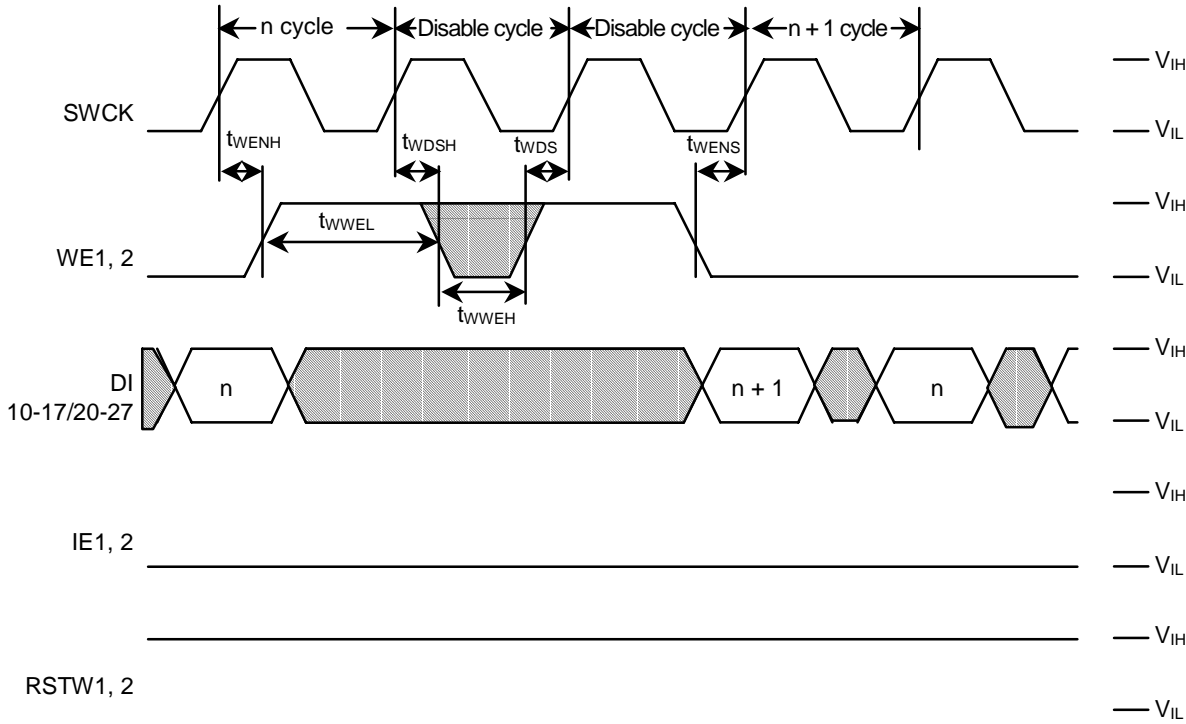 n cycle Disable cycle Disable cycle n + 1 cycle
SWCK VIH
VIL
tWENH tWDSH tWDS tWENS
WE1, 2 tWWEL VIH
VIL
tWWEH
DI
10-17/20-27
n n + 1 n VIH
VIL
IE1, 2 VIH
VIL
RSTW1, 2 VIH
VIL